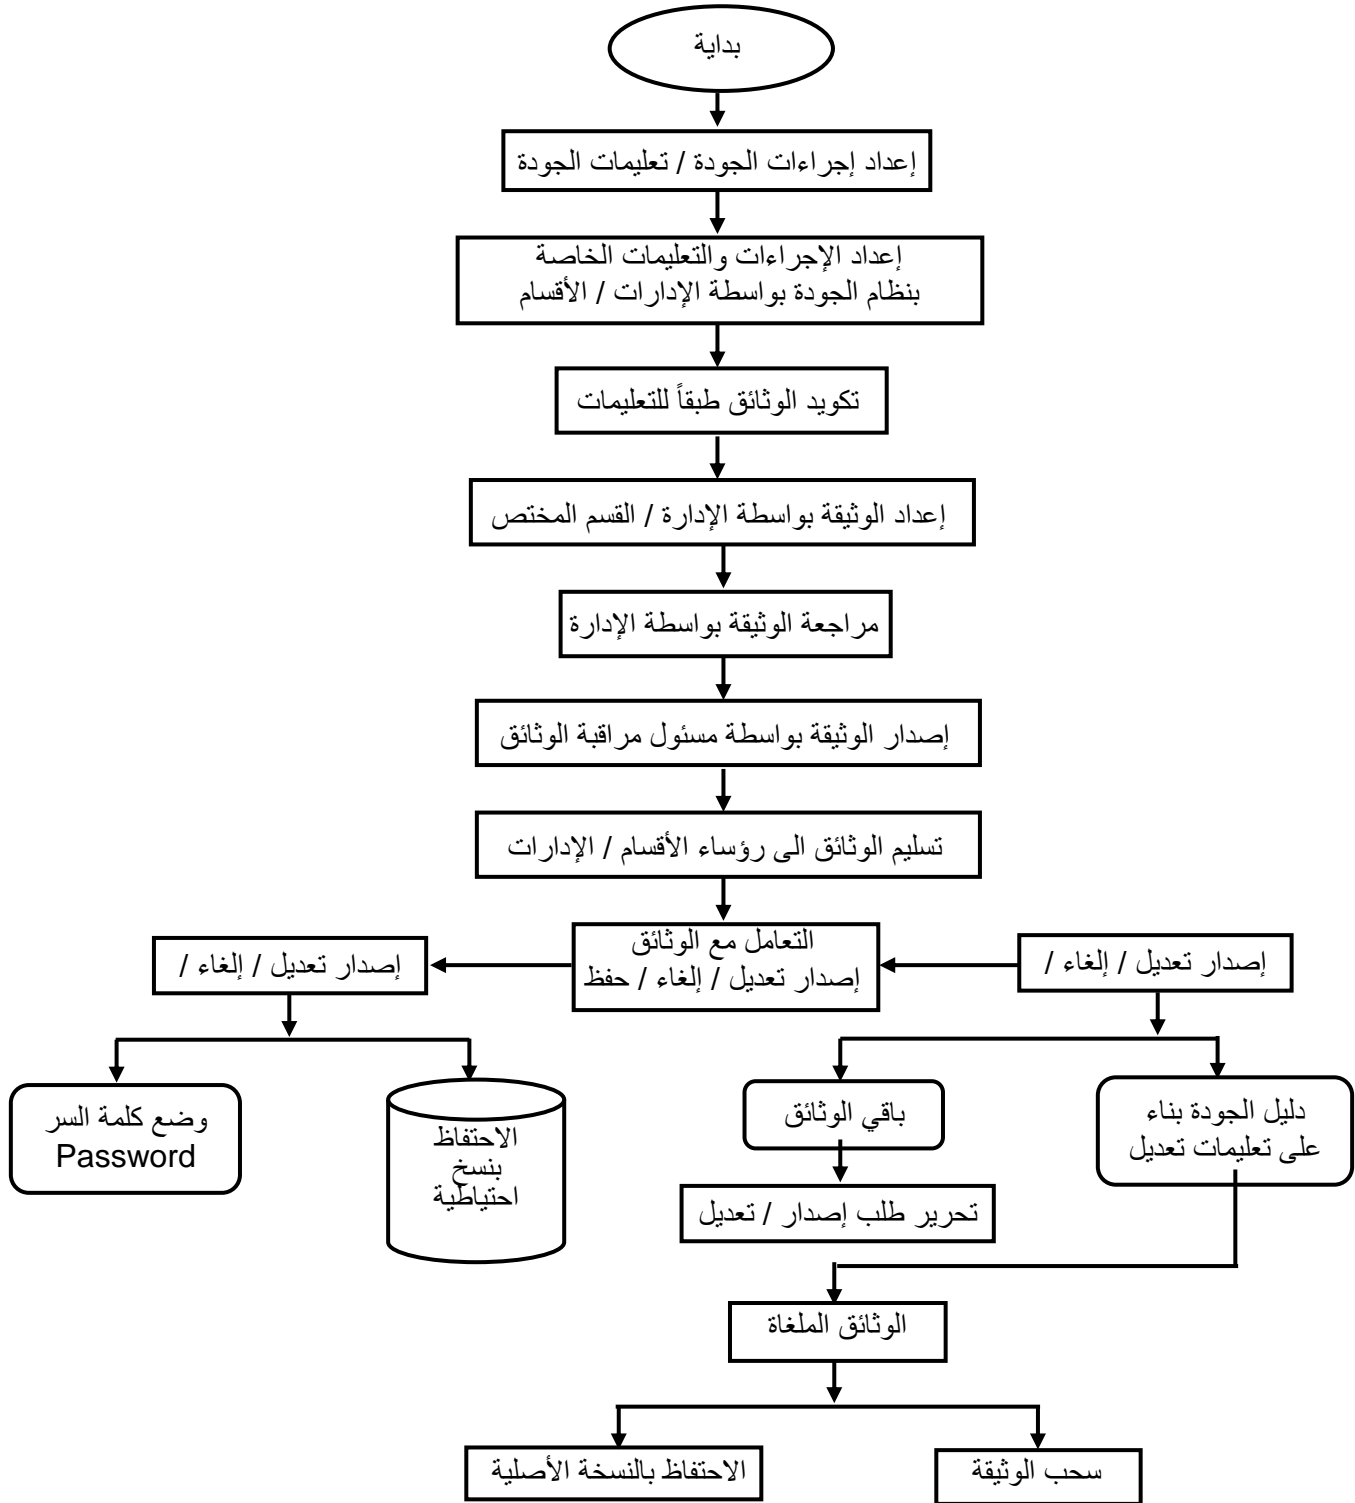 بداية
إعداد إجراءات الجودة / تعليمات الجودة
إعداد الإجراءات والتعليمات الخاصة
بنظام الجودة بواسطة الإدارات / الأقسام
تكويد الوثائق طبقاً للتعليمات
إعداد الوثيقة بواسطة الإدارة / القسم المختص
مراجعة الوثيقة بواسطة الإدارة
إصدار الوثيقة بواسطة مسئول مراقبة الوثائق
تسليم الوثائق الى رؤساء الأقسام / الإدارات
إصدار تعديل / إلغاء /
التعامل مع الوثائق
إصدار تعديل / إلغاء / حفظ
إصدار تعديل / إلغاء /
دليل الجودة بناء
على تعليمات تعديل
باقي الوثائق
الاحتفاظ
بنسخ
احتياطية
وضع كلمة السر
Password
تحرير طلب إصدار / تعديل
الوثائق الملغاة
سحب الوثيقة
الاحتفاظ بالنسخة الأصلية